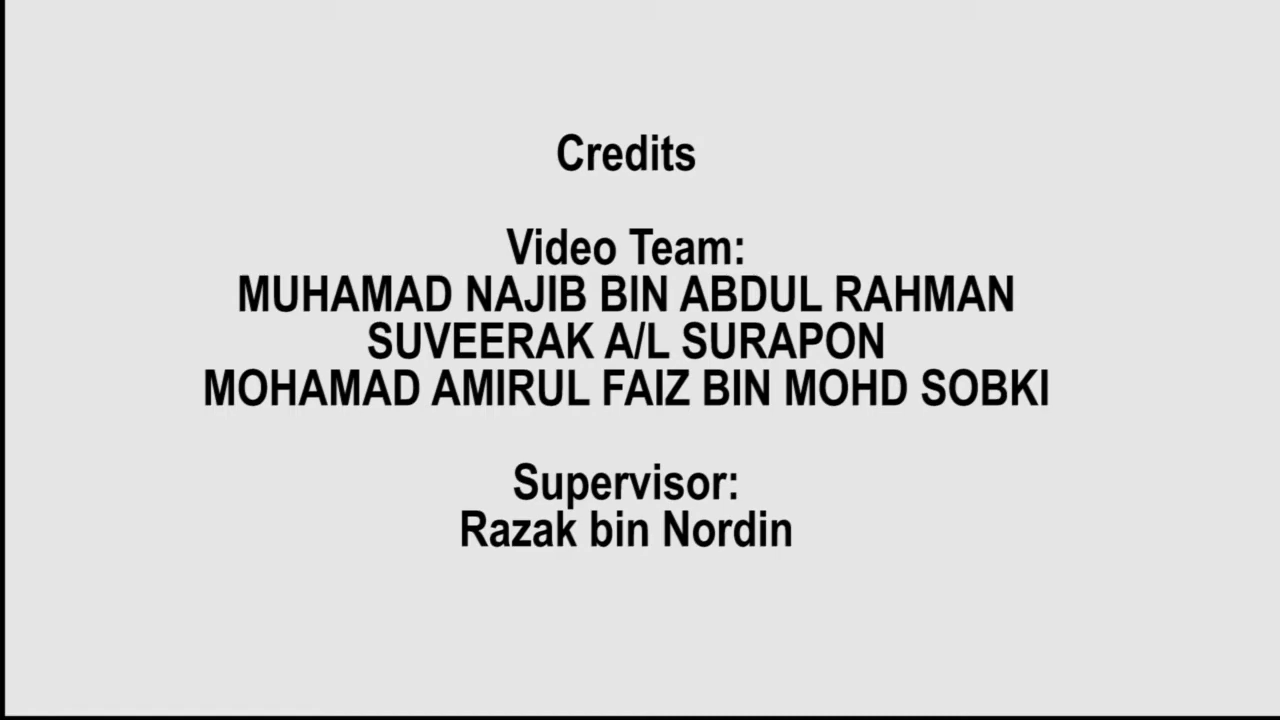 Credits
Video Team:
MUHAMAD NAJIB BIN ABDUL RAHMAN
SUVEERAK A/L SURAPON
MOHAMAD AMIRUL FAIZ BIN MOHD SOBKI
Supervisor:
Razak bin Nordin